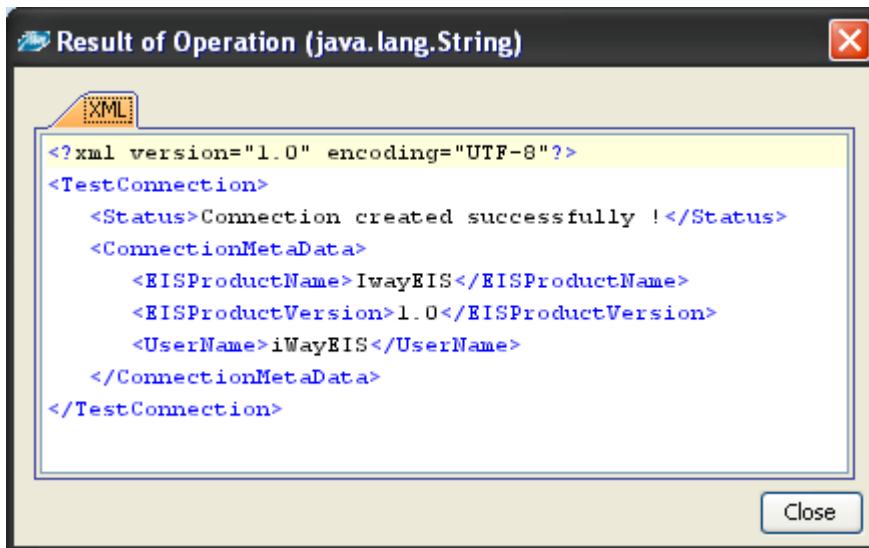 Result of Operation (java.lang.String)
XML
<?xml version="1.0" encoding="UTF-8"?>
<TestConnection>
<Status>Connection created successfully !</Status>
<ConnectionMetaData>
<EISProductName>IwayEIS</EISProductName>
<EISProductVersion>1.0</EISProductVersion>
<UserName>iWayEIS</UserName>
</ConnectionMetaData>
</TestConnection>
Close